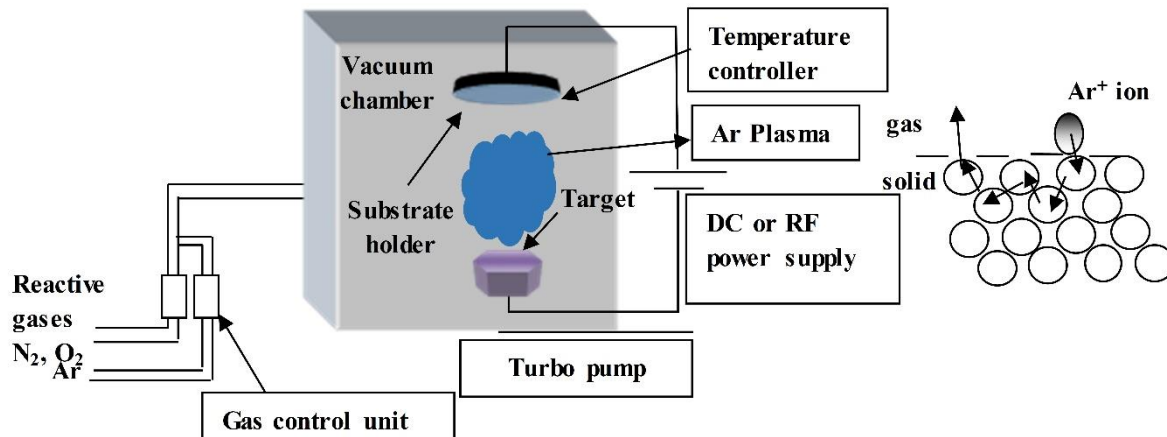 Vacuum
chamber
Temperature
controller
Ar Plasma
Substrate
holder
Target
DC or RF
power supply
Reactive
gases
N₂, O₂
Ar
Gas control unit
Turbo pump
Ar⁺ ion
gas
solid